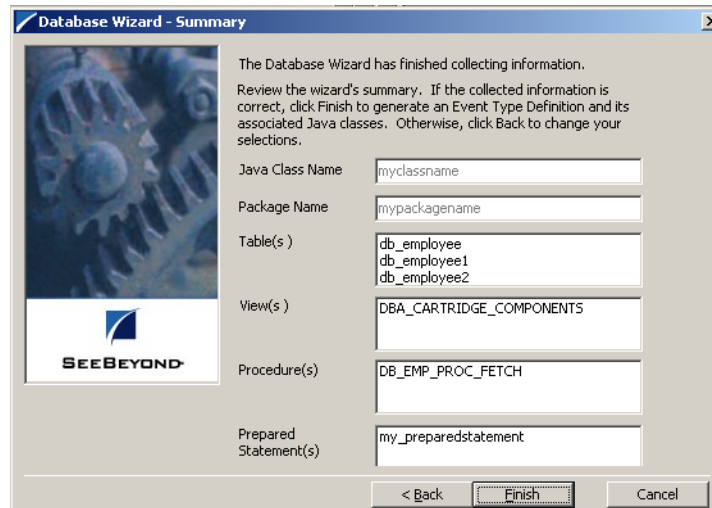 Database Wizard - Summary
The Database Wizard has finished collecting information.
Review the wizard's summary. If the collected information is
correct, click Finish to generate an Event Type Definition and its
associated Java classes. Otherwise, click Back to change your
selections.
Java Class Name
myclassname
Package Name
mypackagename
Table(s )
db_employee
db_employee1
db_employee2
View(s )
DBA_CARTRIDGE_COMPONENTS
SEEBEYOND
Procedure(s)
DB_EMP_PROC_FETCH
Prepared
Statement(s)
my_preparedstatement
< Back
Finish
Cancel